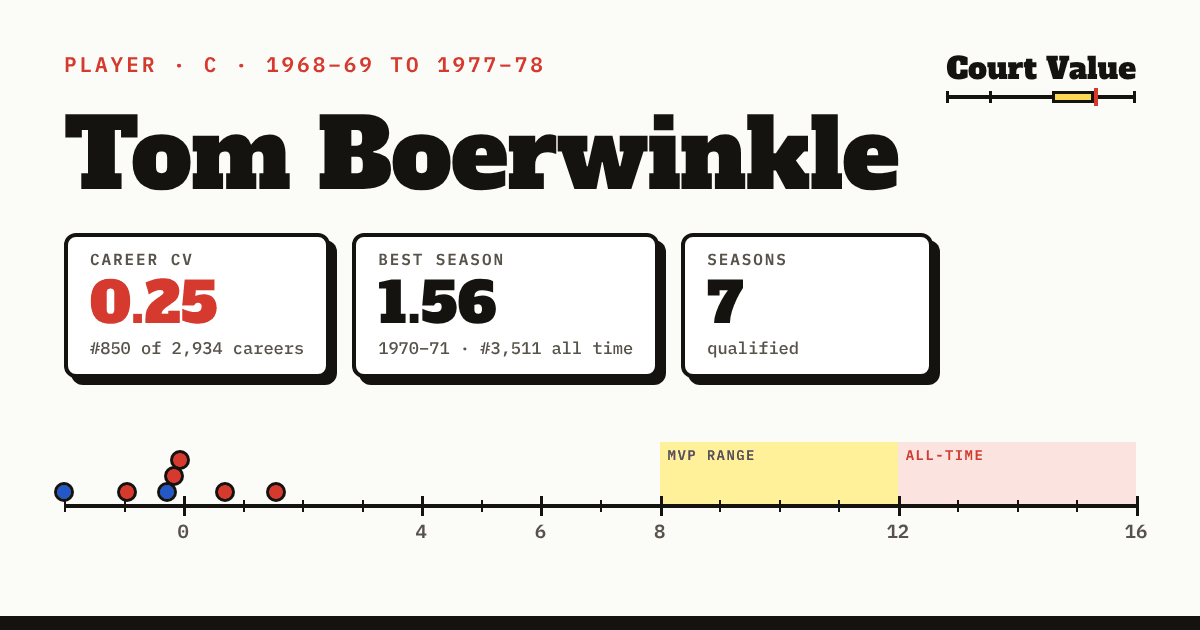 PLAYER · C · 1968–69 TO 1977–78
Court Value
Tom Boerwinkle
CAREER CV
0.25
#850 of 2,934 careers
BEST SEASON
1.56
1970–71 · #3,511 all time
SEASONS
7
qualified
MVP RANGE
ALL-TIME
0 4 6 8 12 16